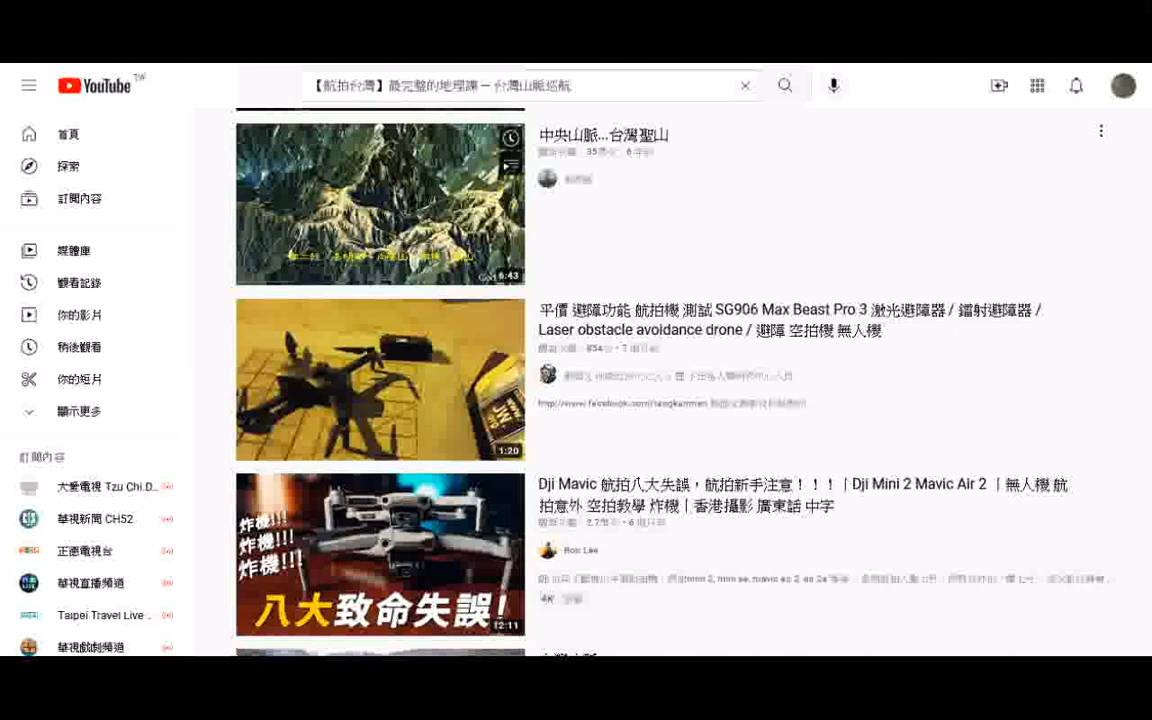 YouTube TW
【航拍台灣】最完整的地理課 – 台灣山脈巡航
首頁
探索
訂閱內容
媒體庫
觀看記錄
你的影片
稍後觀看
你的短片
顯示更多
訂閱內容
大愛電視 Tzu Chi D...
華視新聞 CH52
正德電視台
華視直播頻道
Taipei Travel Live ...
華視戲劇頻道
6:43
中央山脈...台灣聖山
1:20
平價 避障功能 航拍機 測試 SG906 Max Beast Pro 3 激光避障器 / 鐳射避障器 /
Laser obstacle avoidance drone / 避障 空拍機 無人機
炸機!!!
炸機!!!
炸機!!!
八大致命失誤!
12:11
Dji Mavic 航拍八大失誤，航拍新手注意！！！ | Dji Mini 2 Mavic Air 2 | 無人機 航
拍意外 空拍教學 炸機 | 香港攝影 廣東話 中字
Ron Lee
4K